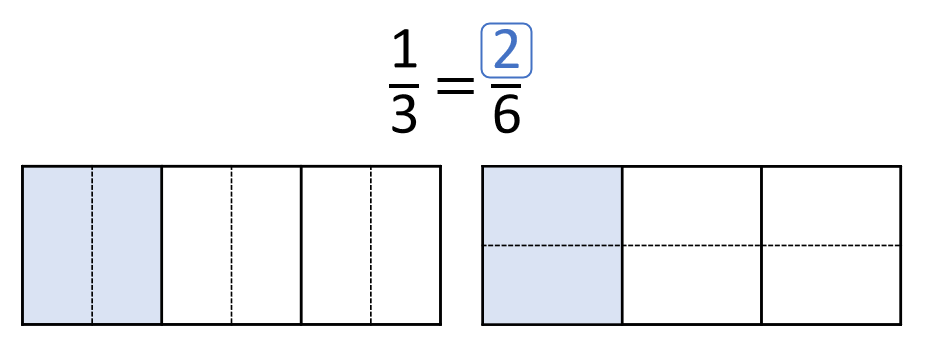 1/3 = 2/6